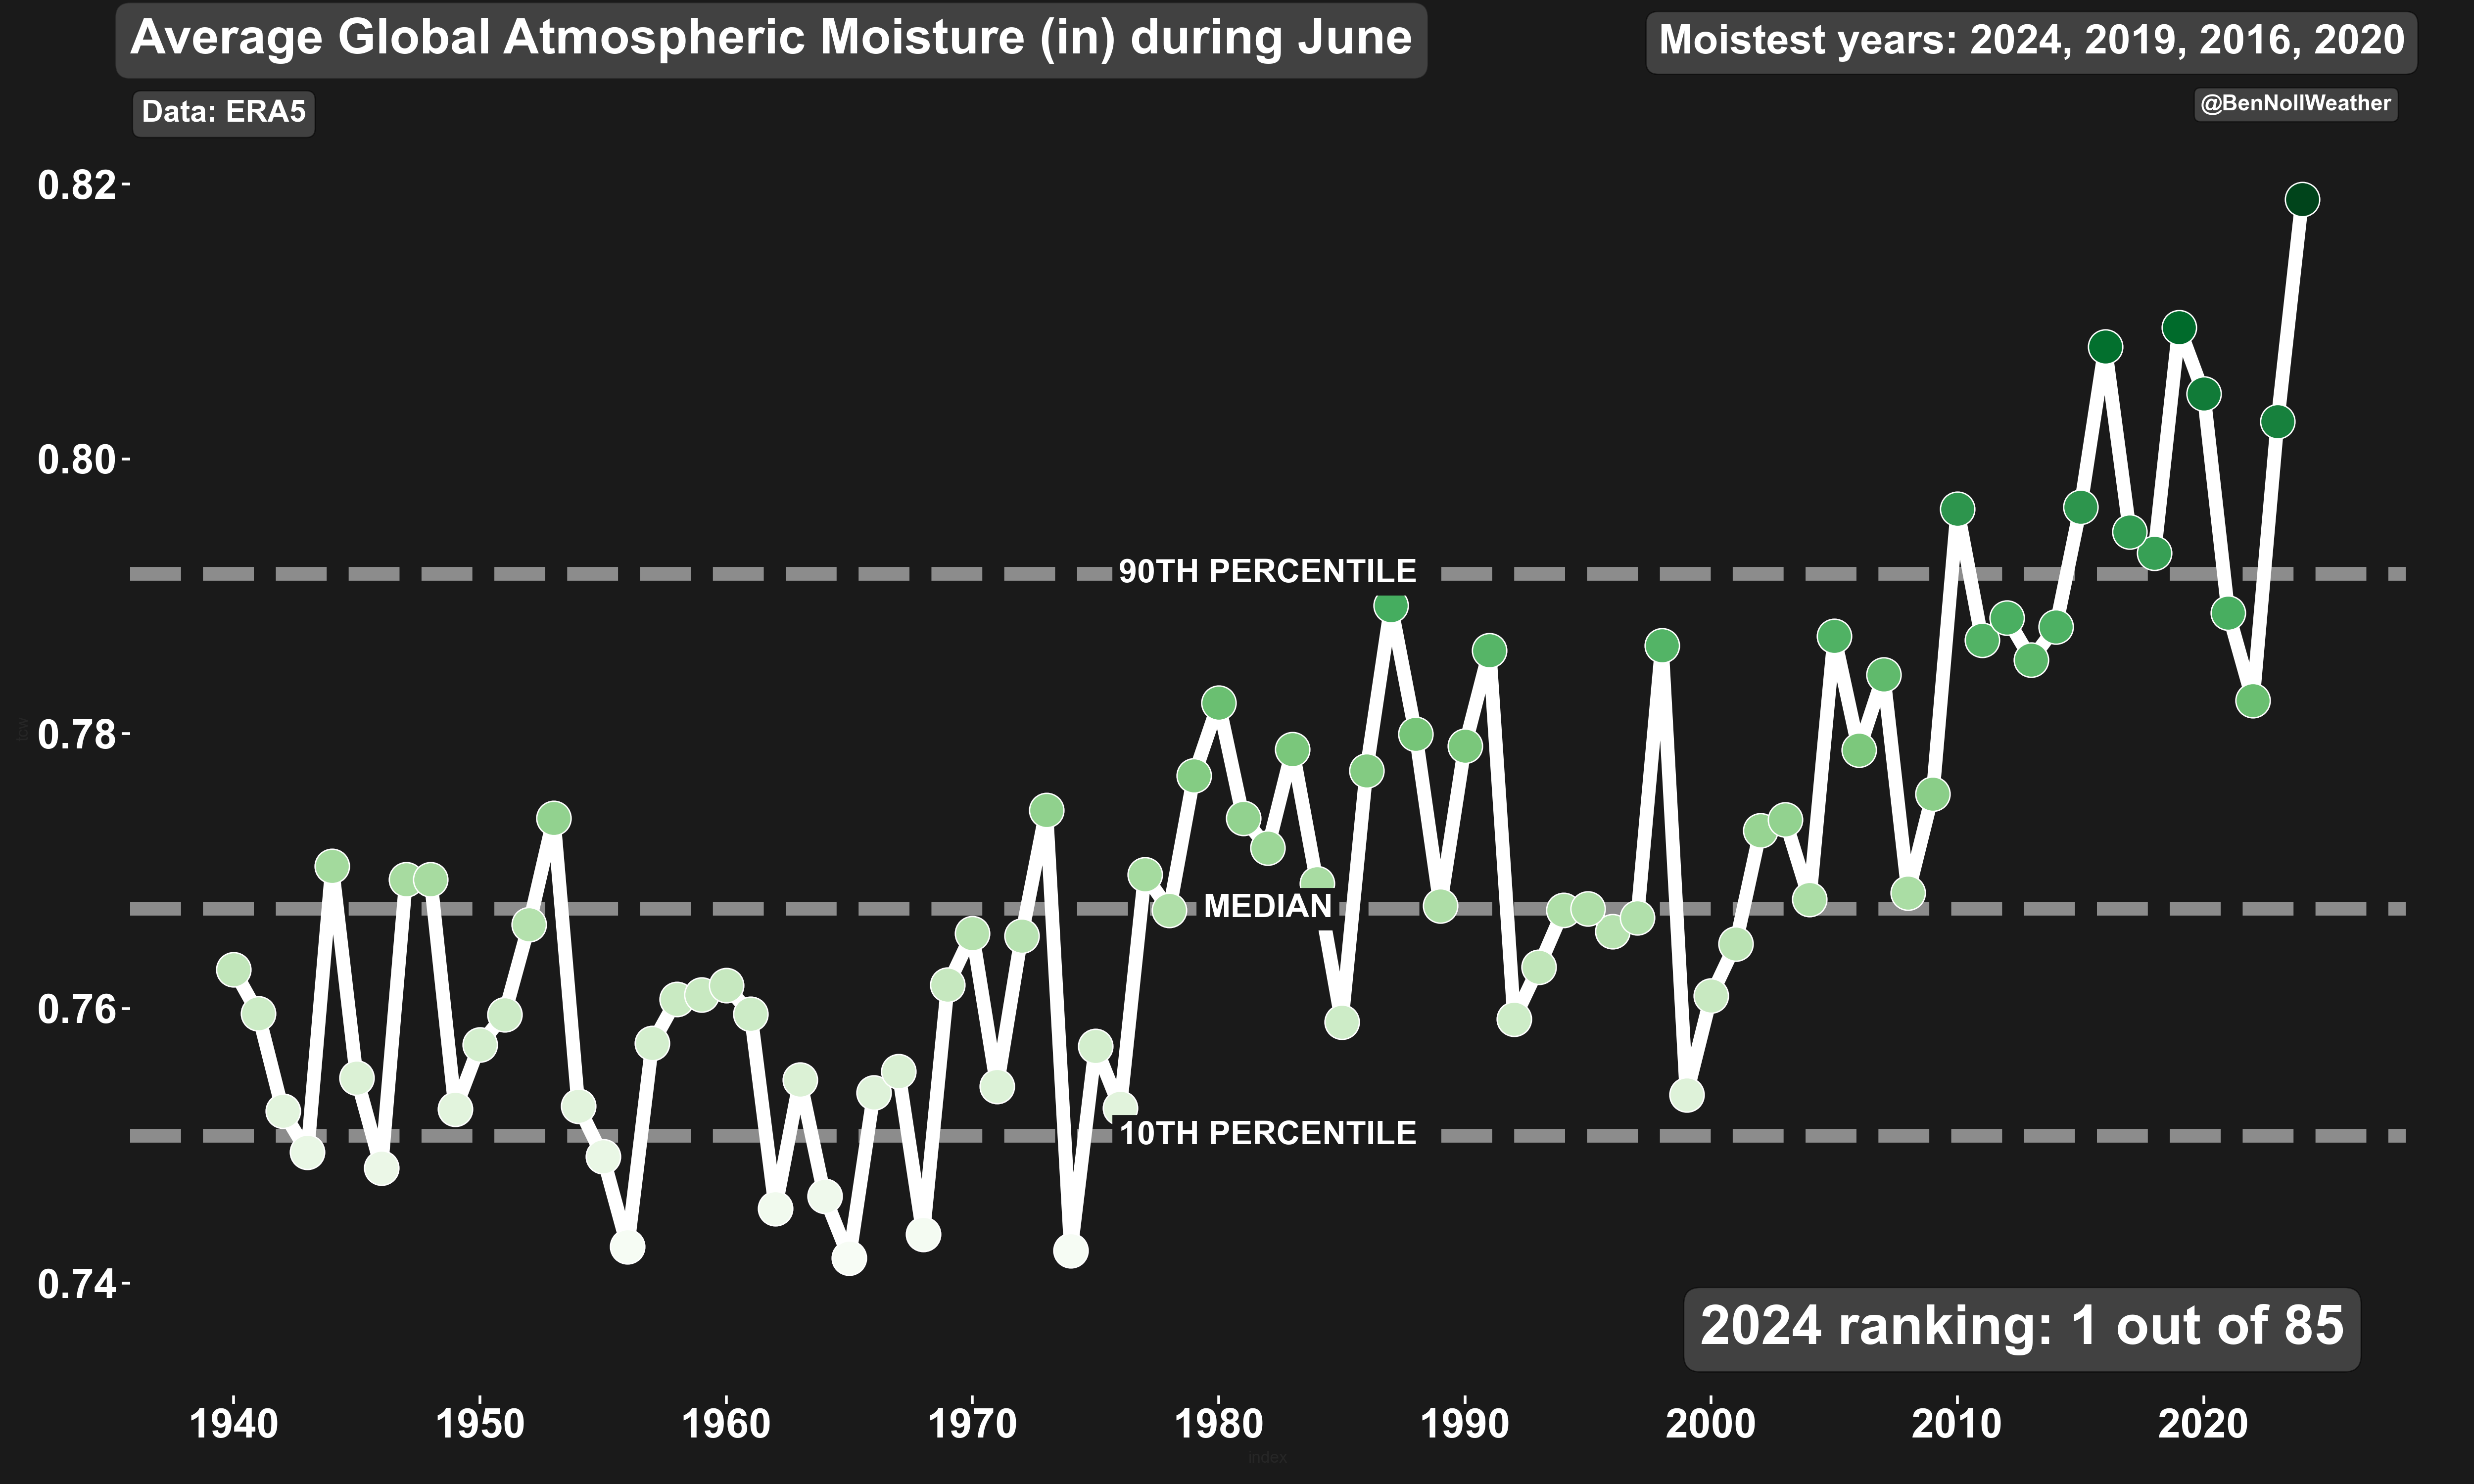 Average Global Atmospheric Moisture (in) during June
Moistest years: 2024, 2019, 2016, 2020
Data: ERA5
@BenNollWeather
0.82
0.80
90TH PERCENTILE
0.78
tcw
MEDIAN
0.76
10TH PERCENTILE
0.74
2024 ranking: 1 out of 85
1940 1950 1960 1970 1980 1990 2000 2010 2020
index